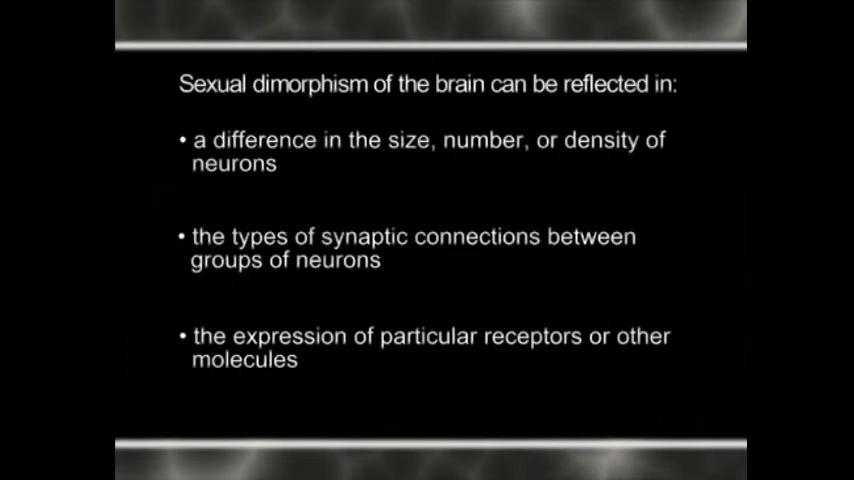 Sexual dimorphism of the brain can be reflected in:
• a difference in the size, number, or density of
neurons
• the types of synaptic connections between
groups of neurons
• the expression of particular receptors or other
molecules